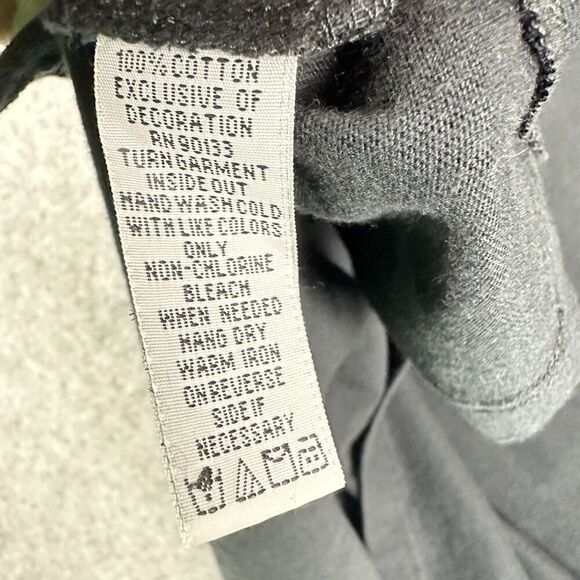 100% COTTON
EXCLUSIVE OF
DECORATION
RN 90133
TURN GARMENT
INSIDE OUT
HAND WASH COLD
WITH LIKE COLORS
ONLY
NON-CHLORINE
BLEACH
WHEN NEEDED
HANG DRY
WARM IRON
ON REVERSE
SIDE IF
NECESSARY